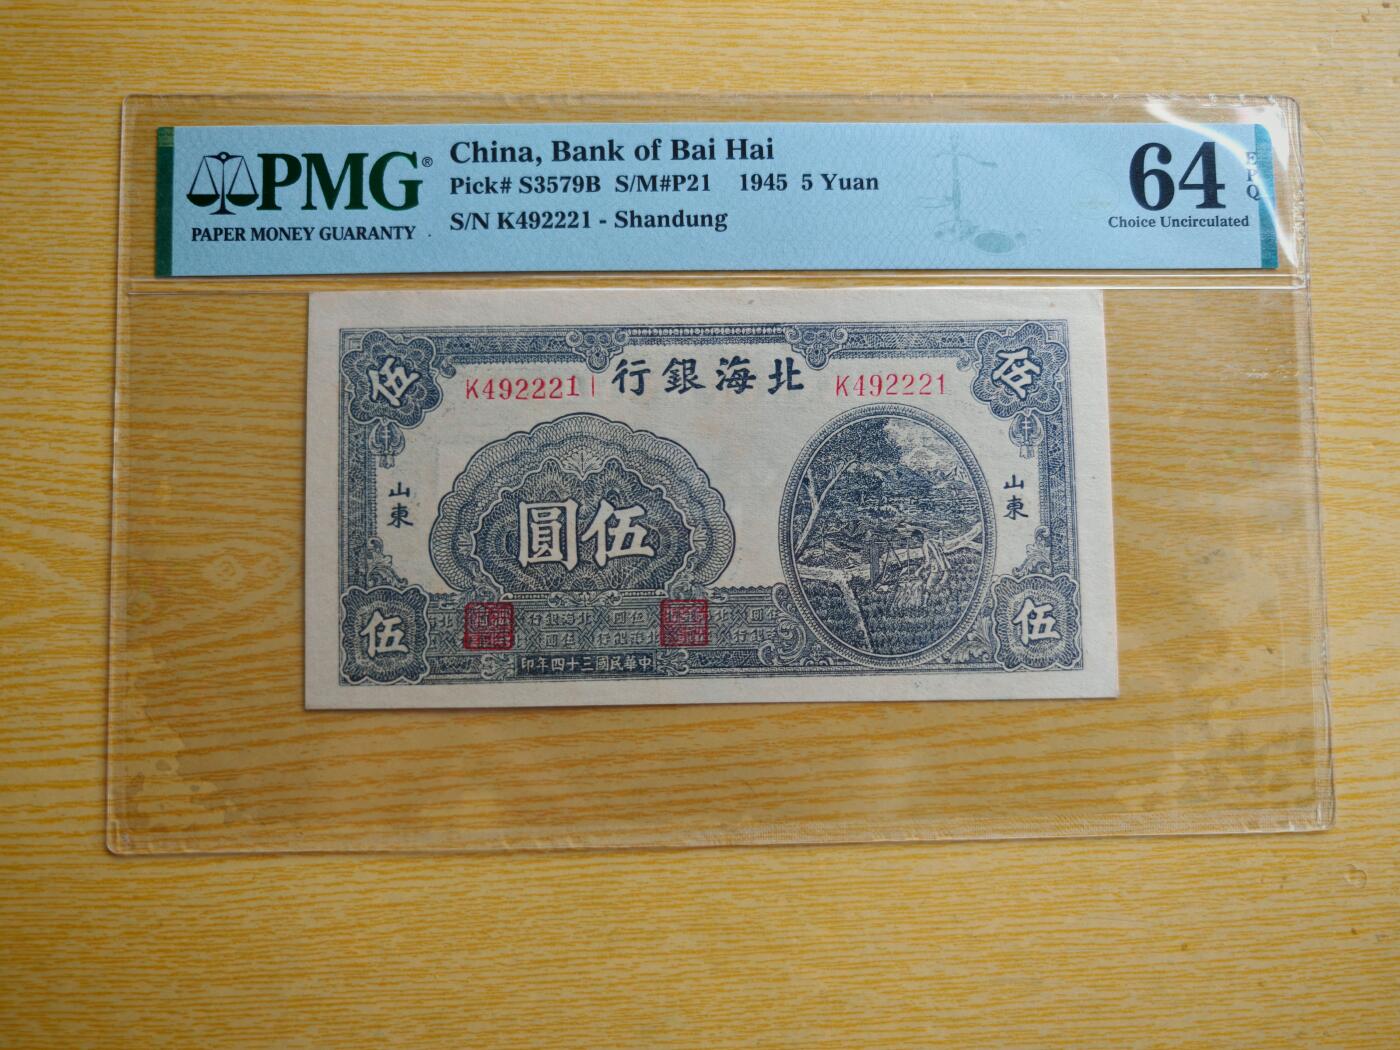 PMG®
PAPER MONEY GUARANTY
China, Bank of Bai Hai
Pick# S3579B S/M#P21 1945 5 Yuan
S/N K492221 - Shandung
64
EPQ
Choice Uncirculated
伍
行銀海北
伍
K492221
K492221
山東
圓伍
山東
伍
伍
印年四十三國民華中